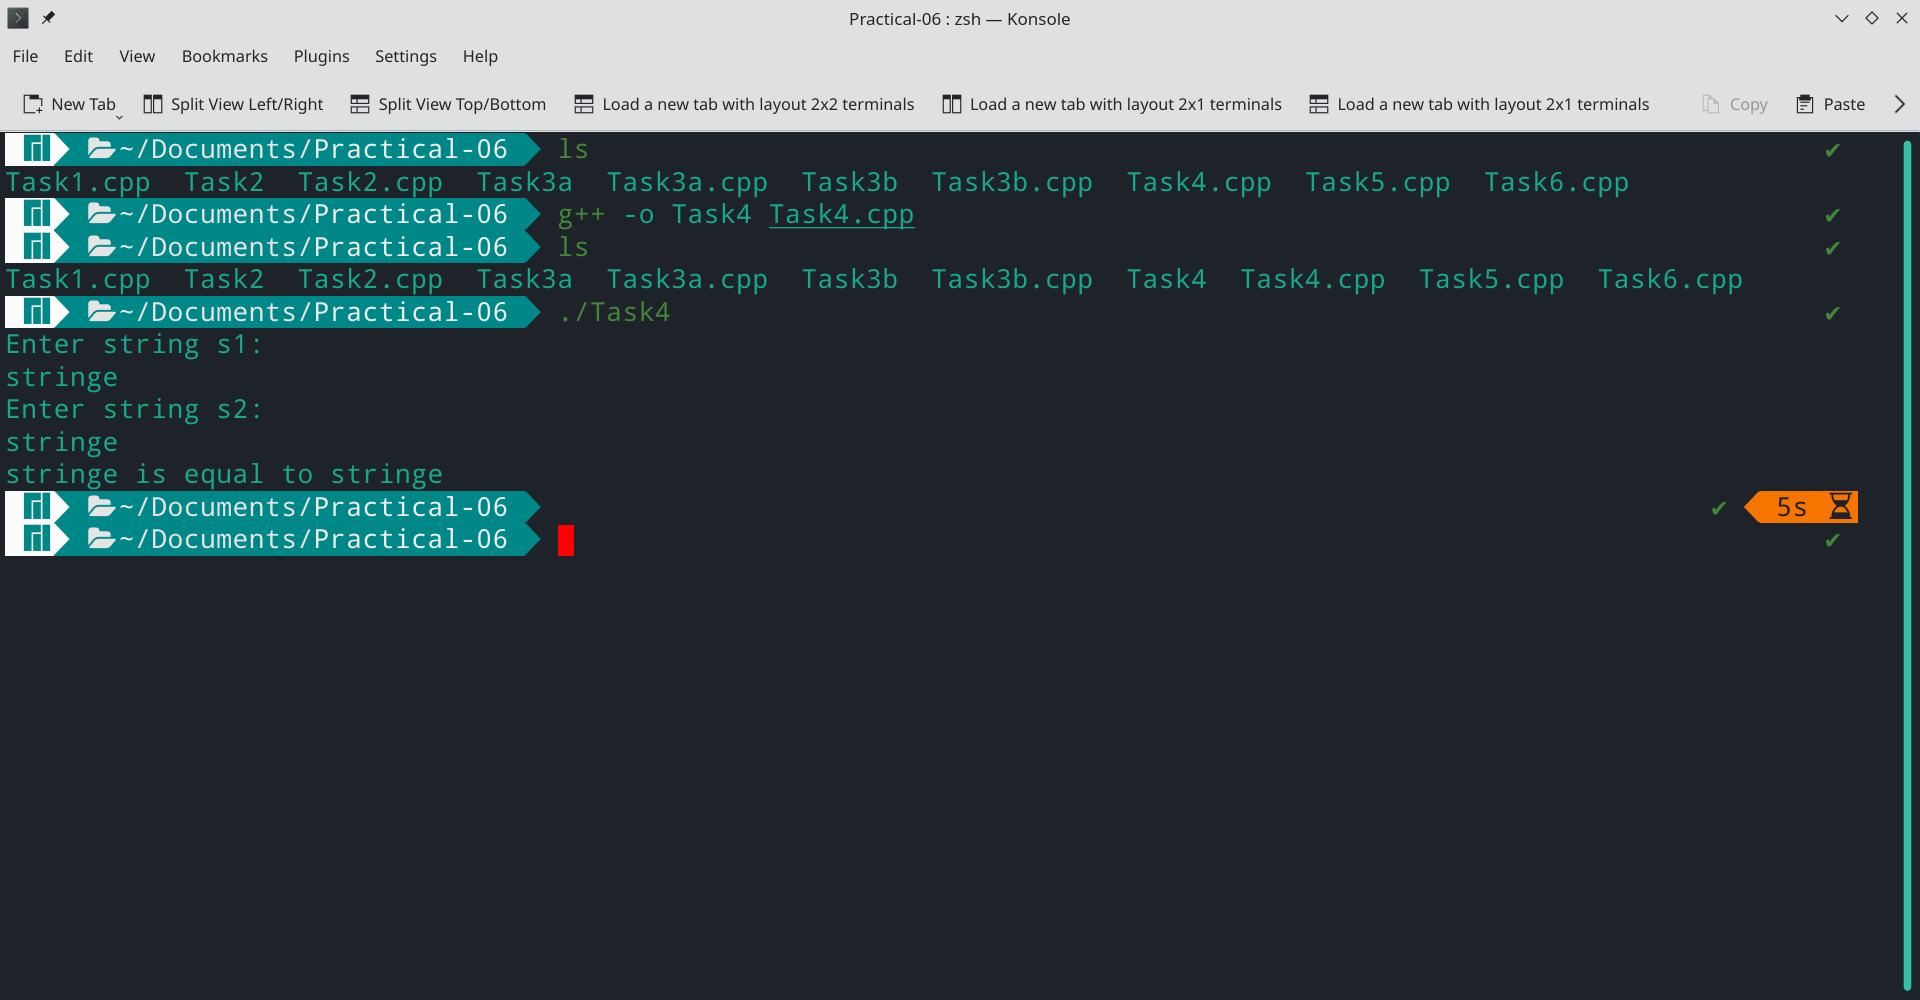 Practical-06 : zsh — Konsole
File Edit View Bookmarks Plugins Settings Help
New Tab Split View Left/Right Split View Top/Bottom Load a new tab with layout 2x2 terminals Load a new tab with layout 2x1 terminals Load a new tab with layout 2x1 terminals Copy Paste
~/Documents/Practical-06 ls ✔
Task1.cpp Task2 Task2.cpp Task3a Task3a.cpp Task3b Task3b.cpp Task4.cpp Task5.cpp Task6.cpp
~/Documents/Practical-06 g++ -o Task4 Task4.cpp ✔
~/Documents/Practical-06 ls ✔
Task1.cpp Task2 Task2.cpp Task3a Task3a.cpp Task3b Task3b.cpp Task4 Task4.cpp Task5.cpp Task6.cpp
~/Documents/Practical-06 ./Task4 ✔
Enter string s1:
stringe
Enter string s2:
stringe
stringe is equal to stringe
~/Documents/Practical-06 ✔ 5s
~/Documents/Practical-06 ✔